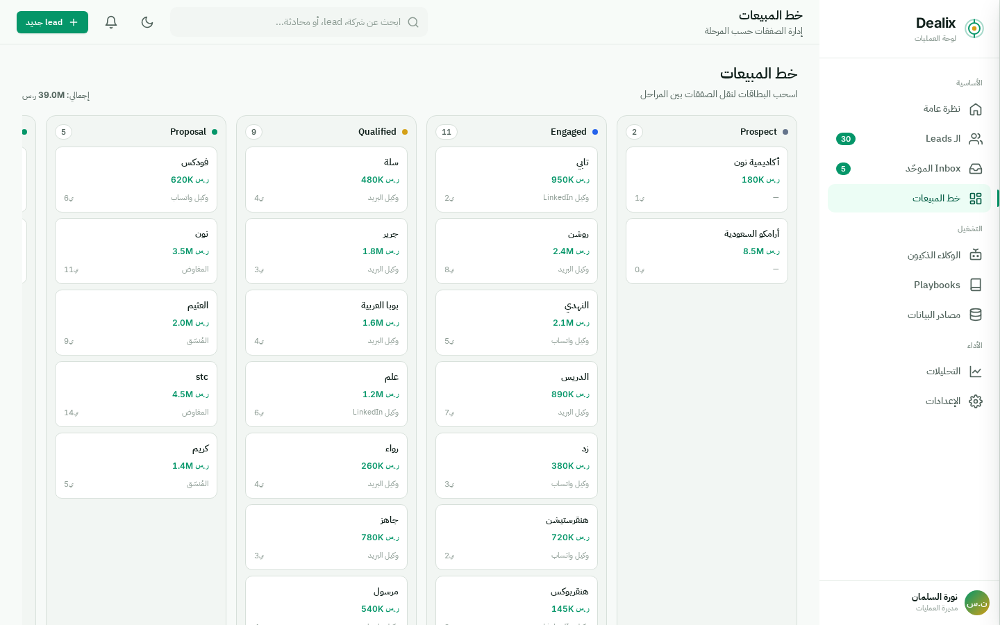 Dealix
لوحة العمليات
الأساسية
نظرة عامة
الـ Leads
30
Inbox الموحّد
5
خط المبيعات
التشغيل
الوكلاء الذكيون
Playbooks
مصادر البيانات
الأداء
التحليلات
الإعدادات
ن.س
نورة السلمان
مديرة العمليات
خط المبيعات
إدارة الصفقات حسب المرحلة
ابحث عن شركة، lead، أو محادثة...
lead جديد
خط المبيعات
اسحب البطاقات لنقل الصفقات بين المراحل
إجمالي: 39.0M ر.س
Prospect
2
أكاديمية نون
ر.س 180K
—
1ي
أرامكو السعودية
ر.س 8.5M
—
0ي
Engaged
11
تابي
ر.س 950K
وكيل LinkedIn
2ي
روشن
ر.س 2.4M
وكيل البريد
8ي
النهدي
ر.س 2.1M
وكيل واتساب
5ي
الدريس
ر.س 890K
وكيل البريد
7ي
زد
ر.س 380K
وكيل واتساب
3ي
هنقرستيشن
ر.س 720K
وكيل واتساب
2ي
هنقربوكس
ر.س 145K
Qualified
9
سلة
ر.س 480K
وكيل البريد
4ي
جرير
ر.س 1.8M
وكيل البريد
3ي
بوبا العربية
ر.س 1.6M
وكيل البريد
4ي
علم
ر.س 1.2M
وكيل LinkedIn
6ي
رواء
ر.س 260K
وكيل البريد
4ي
جاهز
ر.س 780K
وكيل البريد
3ي
مرسول
ر.س 540K
Proposal
5
فودكس
ر.س 620K
وكيل واتساب
6ي
نون
ر.س 3.5M
المفاوض
11ي
العثيم
ر.س 2.0M
المُنسّق
9ي
stc
ر.س 4.5M
المفاوض
14ي
كريم
ر.س 1.4M
المُنسّق
5ي